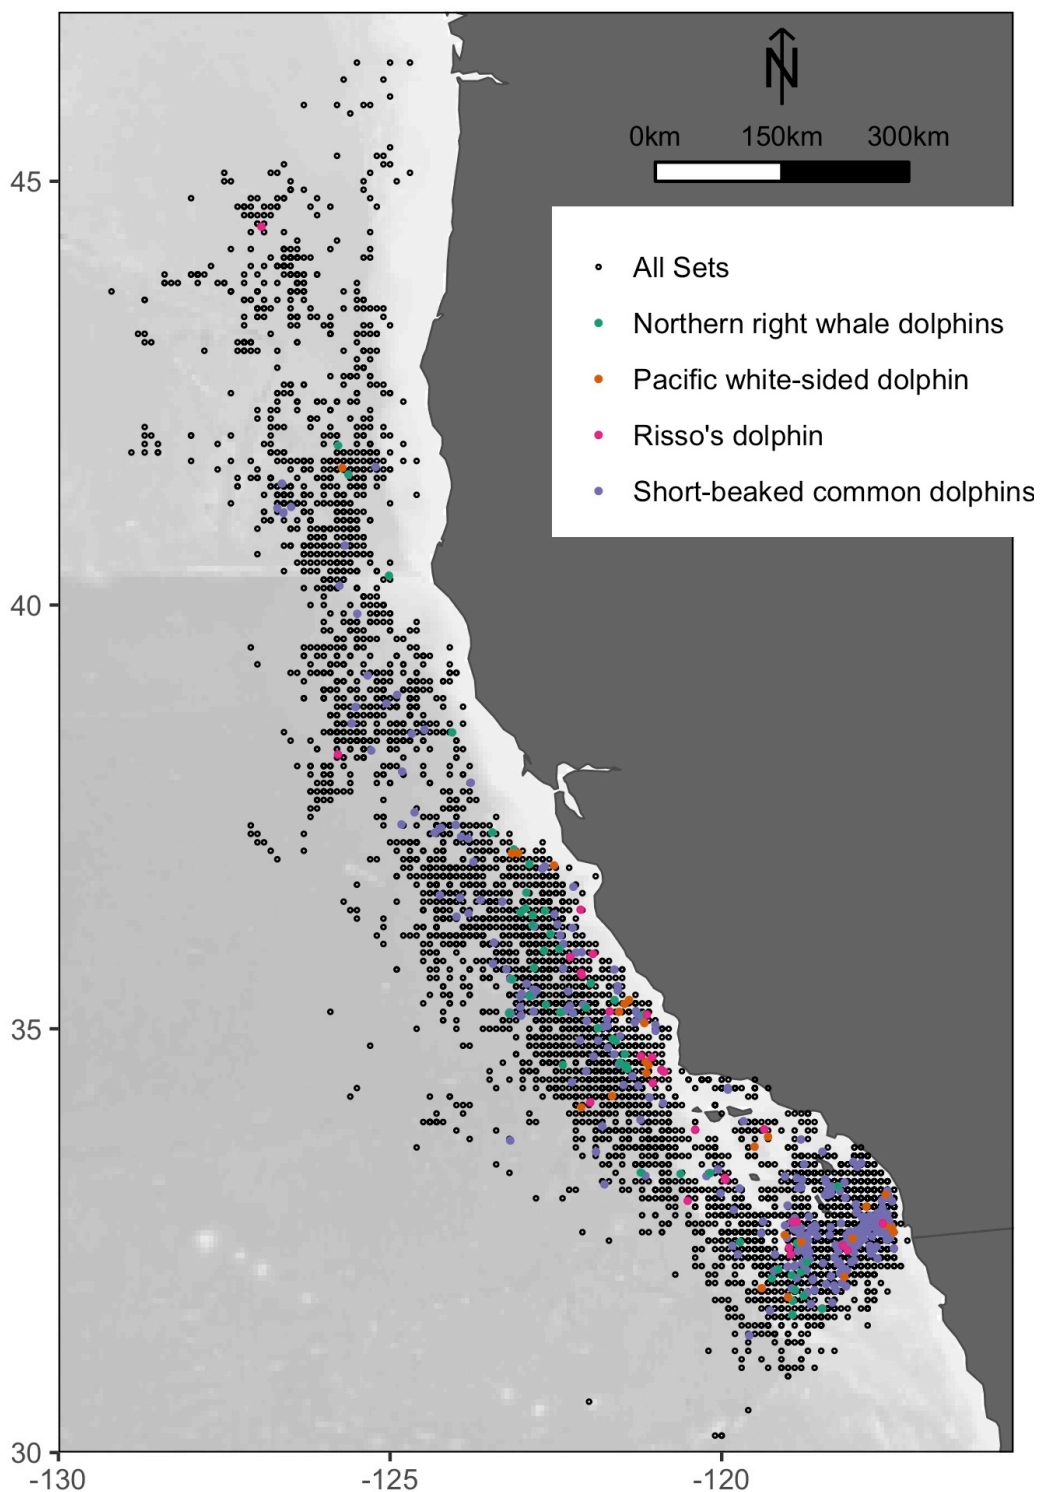 N
0km 150km 300km
45
All Sets
Northern right whale dolphins
Pacific white-sided dolphin
Risso's dolphin
Short-beaked common dolphins
40
35
30
-130 -125 -120